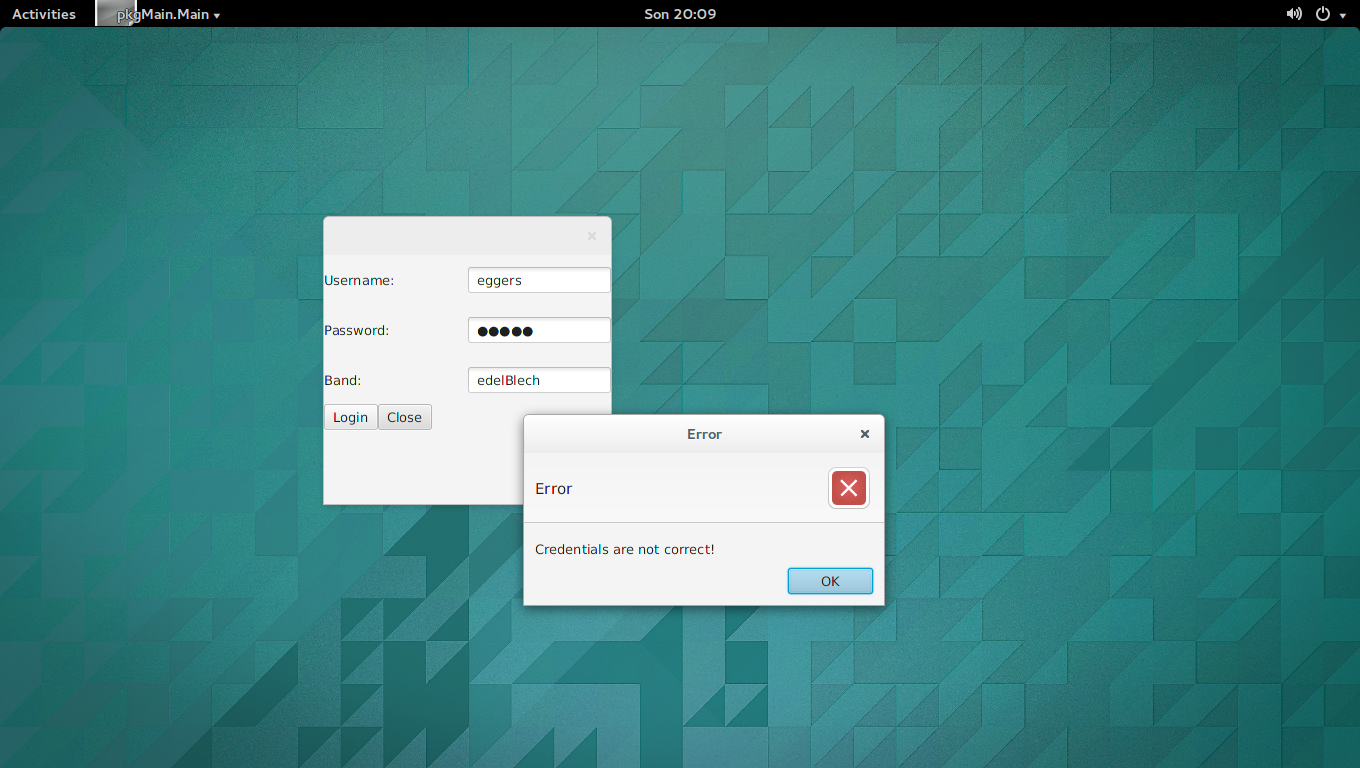 Activities pkgMain.Main Son 20:09
Username: eggers
Password: ●●●●●
Band: edelBlech
Login Close
Error
Error
Credentials are not correct!
OK